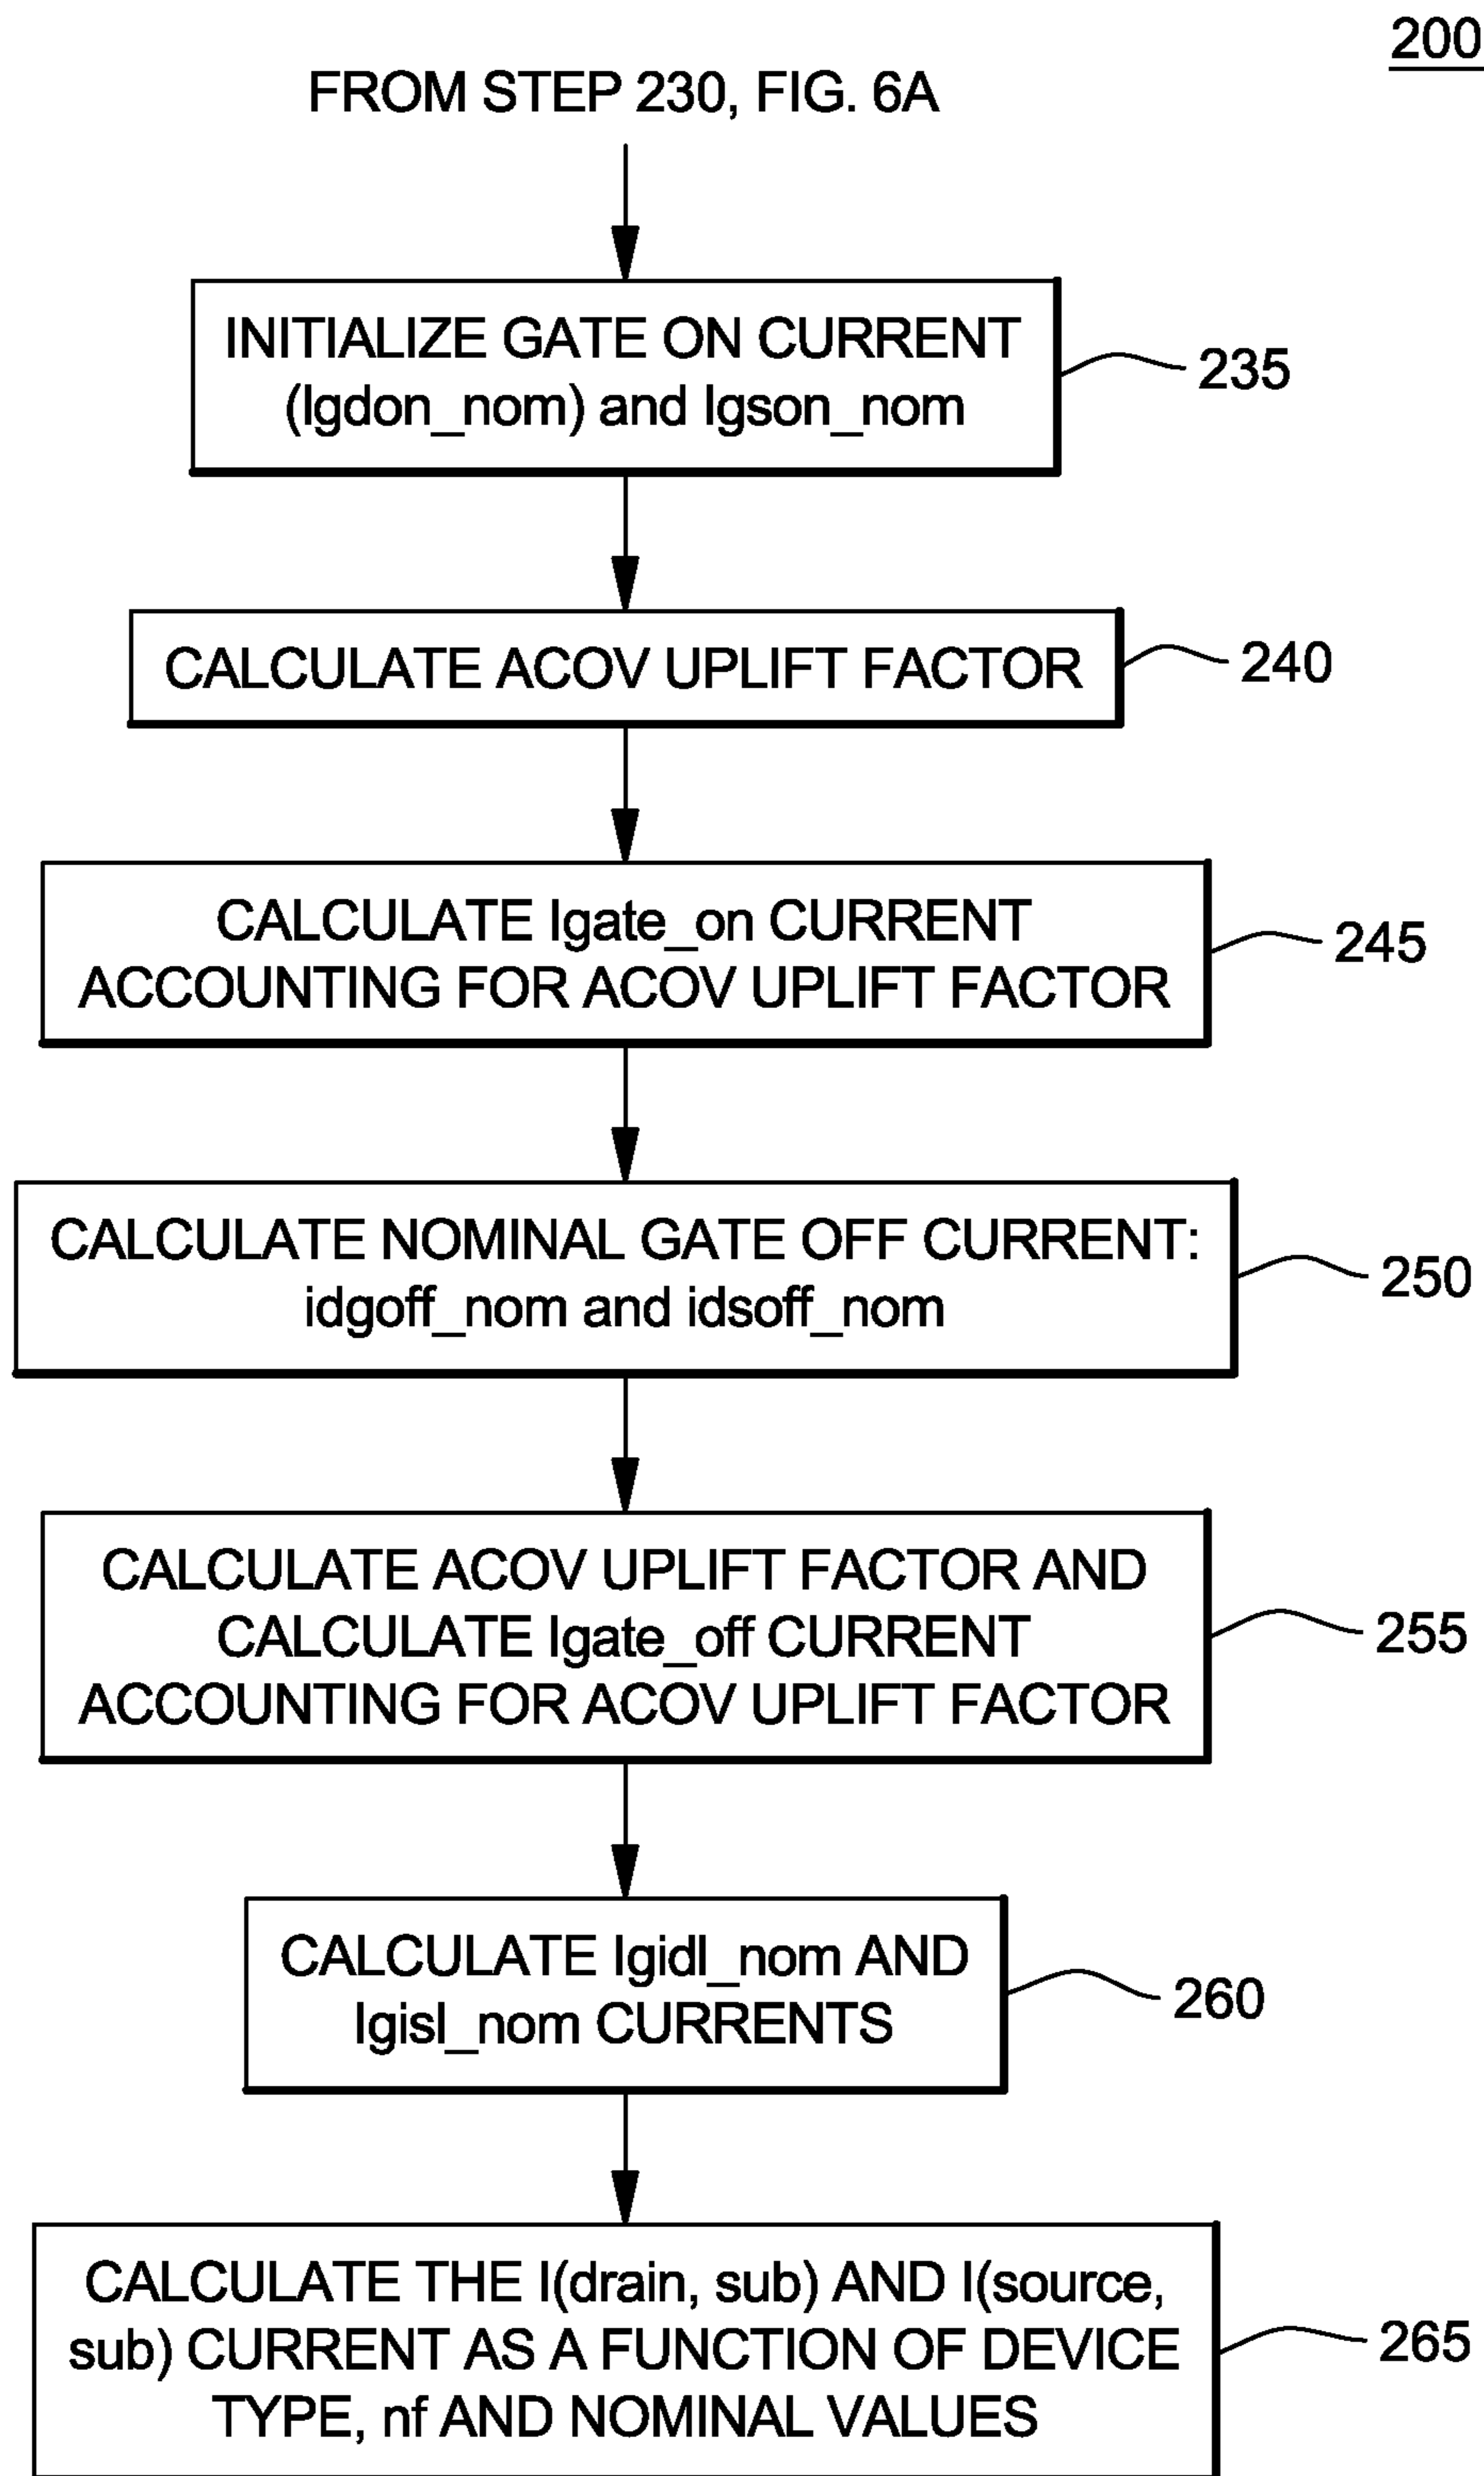 200
FROM STEP 230, FIG. 6A
INITIALIZE GATE ON CURRENT
(Igdon_nom) and Igson_nom
235
CALCULATE ACOV UPLIFT FACTOR
240
CALCULATE Igate_on CURRENT
ACCOUNTING FOR ACOV UPLIFT FACTOR
245
CALCULATE NOMINAL GATE OFF CURRENT:
idgoff_nom and idsoff_nom
250
CALCULATE ACOV UPLIFT FACTOR AND
CALCULATE Igate_off CURRENT
ACCOUNTING FOR ACOV UPLIFT FACTOR
255
CALCULATE Igidl_nom AND
Igisl_nom CURRENTS
260
CALCULATE THE I(drain, sub) AND I(source,
sub) CURRENT AS A FUNCTION OF DEVICE
TYPE, nf AND NOMINAL VALUES
265